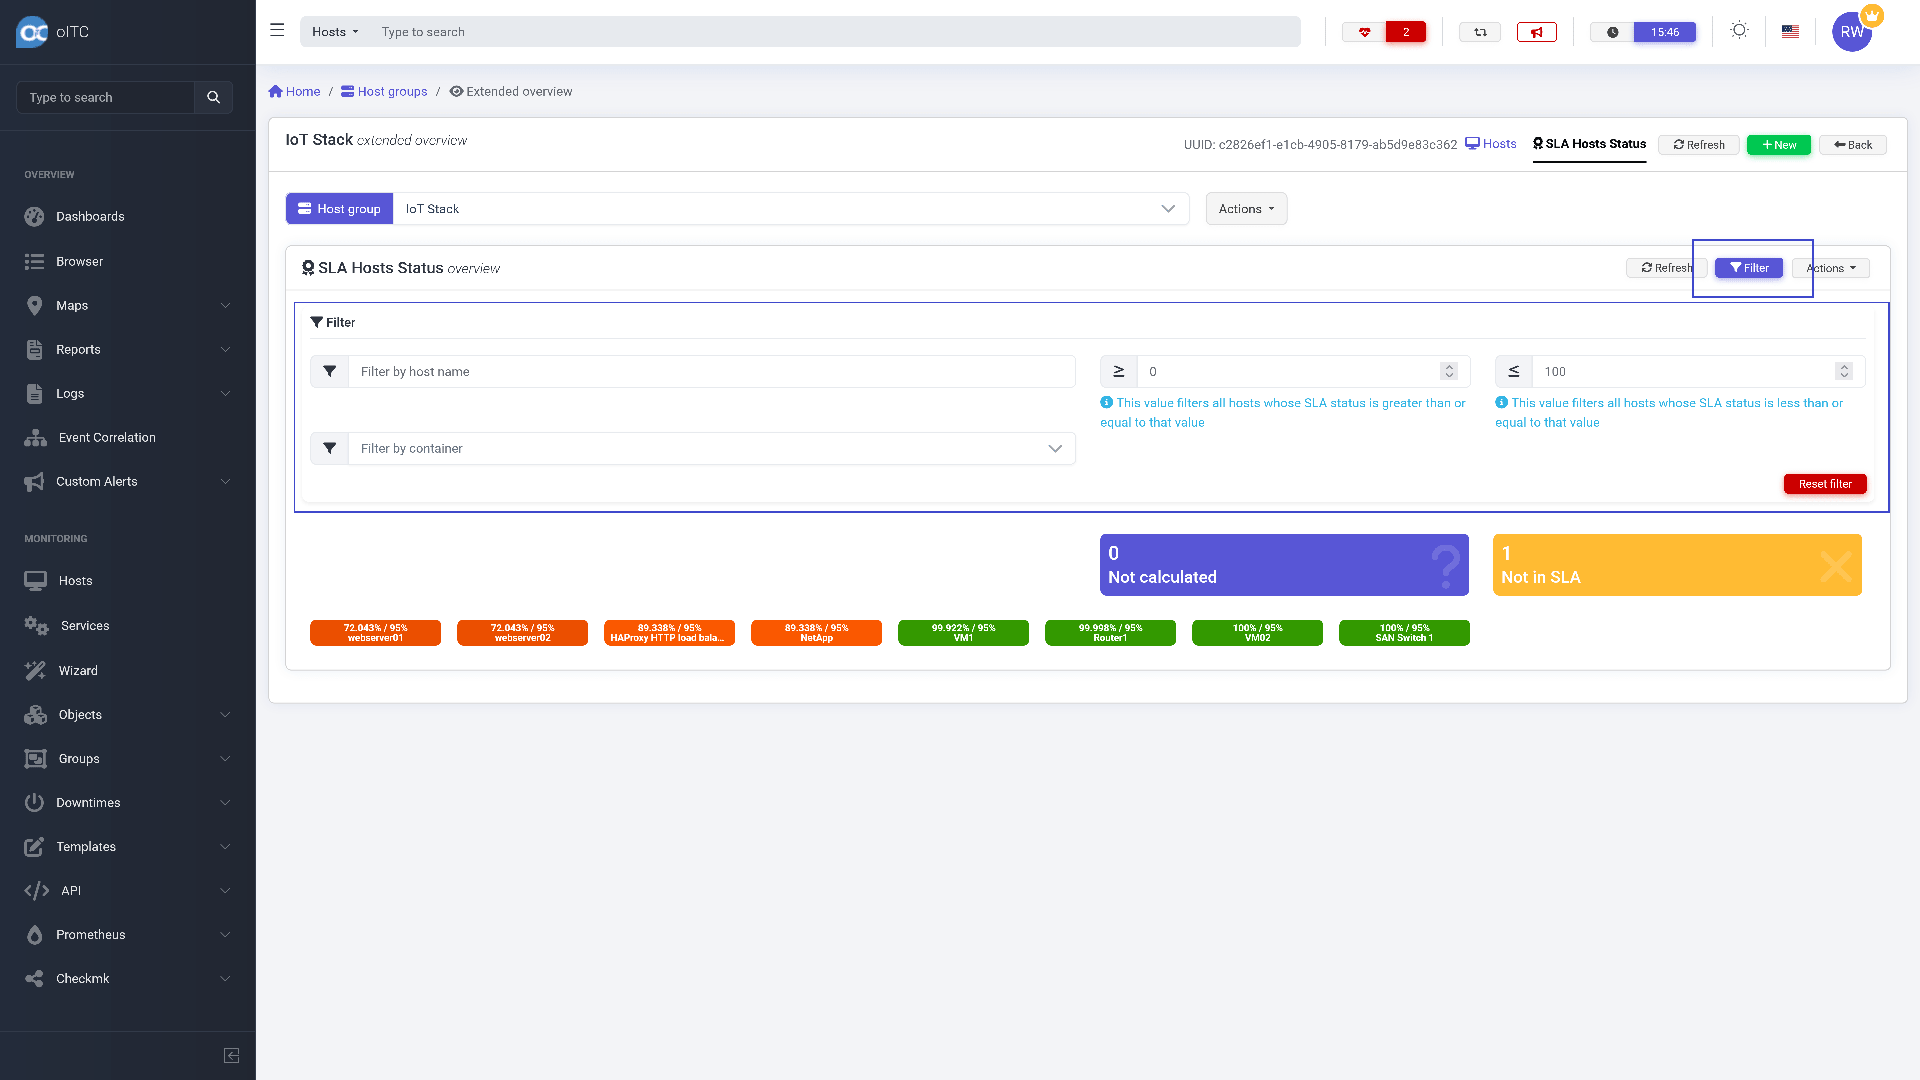 oITC
Hosts
Type to search
2
15:46
RW
Type to search
Home / Host groups / Extended overview
IoT Stack extended overview
UUID: c2826ef1-e1cb-4905-8179-ab5d9e83c362
Hosts
SLA Hosts Status
Refresh
+ New
Back
OVERVIEW
Dashboards
Browser
Maps
Reports
Logs
Event Correlation
Custom Alerts
MONITORING
Hosts
Services
Wizard
Objects
Groups
Downtimes
Templates
API
Prometheus
Checkmk
Host group
IoT Stack
Actions
SLA Hosts Status overview
Refresh
Filter
Actions
Filter
Filter by host name
≥ 0
≤ 100
This value filters all hosts whose SLA status is greater than or
equal to that value
This value filters all hosts whose SLA status is less than or
equal to that value
Filter by container
Reset filter
0
Not calculated
?
1
Not in SLA
72.043% / 95%
webserver01
72.043% / 95%
webserver02
89.338% / 95%
HAProxy HTTP load bala...
89.338% / 95%
NetApp
99.922% / 95%
VM1
99.998% / 95%
Router1
100% / 95%
VM02
100% / 95%
SAN Switch 1